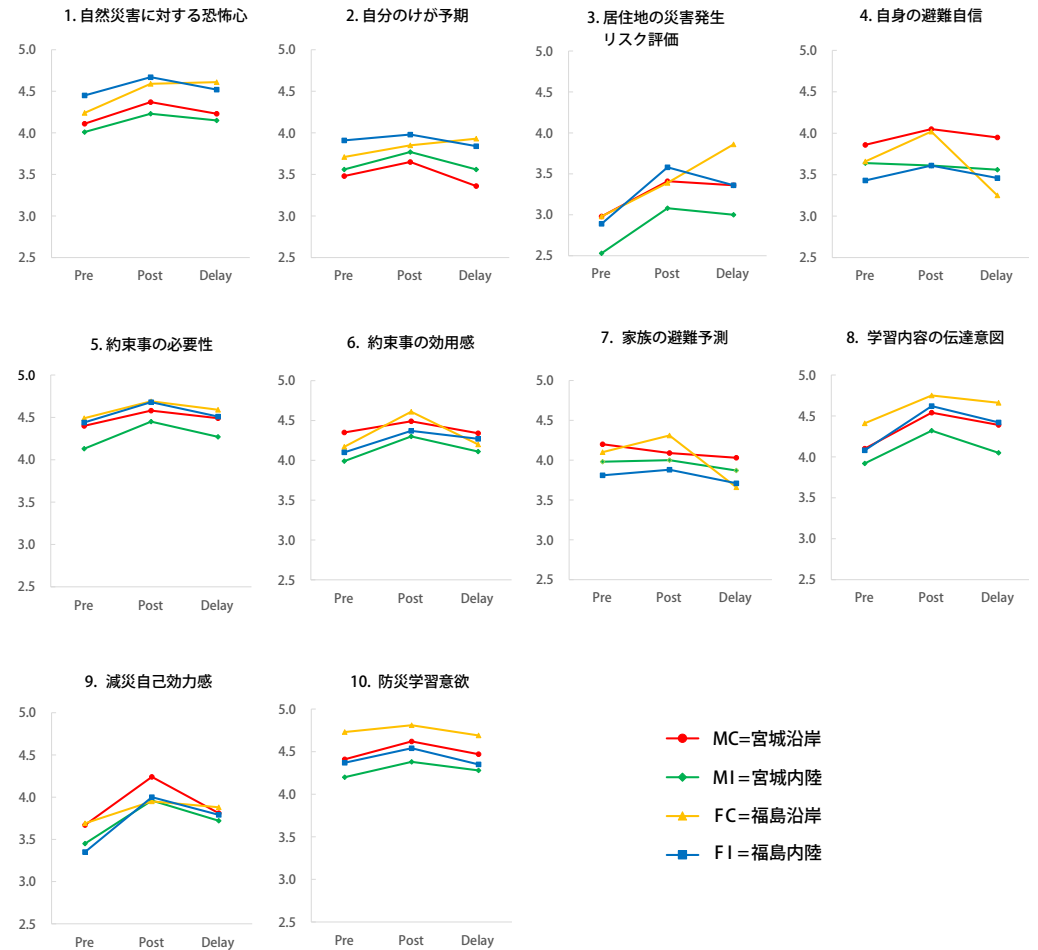 1. 自然災害に対する恐怖心
5.0
4.5
4.0
3.5
3.0
2.5
Pre
Post
Delay
2. 自分のけが予期
5.0
4.5
4.0
3.5
3.0
2.5
Pre
Post
Delay
3. 居住地の災害発生
リスク評価
5.0
4.5
4.0
3.5
3.0
2.5
Pre
Post
Delay
4. 自身の避難自信
5.0
4.5
4.0
3.5
3.0
2.5
Pre
Post
Delay
5. 約束事の必要性
5.0
4.5
4.0
3.5
3.0
2.5
Pre
Post
Delay
6. 約束事の効用感
5.0
4.5
4.0
3.5
3.0
2.5
Pre
Post
Delay
7. 家族の避難予測
5.0
4.5
4.0
3.5
3.0
2.5
Pre
Post
Delay
8. 学習内容の伝達意図
5.0
4.5
4.0
3.5
3.0
2.5
Pre
Post
Delay
9. 減災自己効力感
5.0
4.5
4.0
3.5
3.0
2.5
Pre
Post
Delay
10. 防災学習意欲
5.0
4.5
4.0
3.5
3.0
2.5
Pre
Post
Delay
MC=宮城沿岸
MI=宮城内陸
FC=福島沿岸
FI=福島内陸